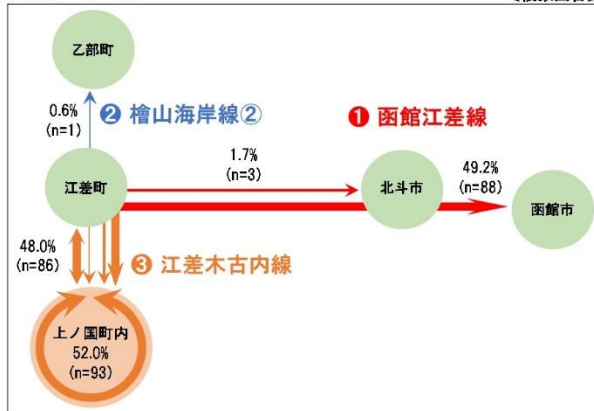 乙部町
0.6%
(n=1)
❷ 檜山海岸線②
❶ 函館江差線
1.7%
(n=3)
49.2%
(n=88)
江差町
北斗市
函館市
48.0%
(n=86)
❸ 江差木古内線
上ノ国町内
52.0%
(n=93)